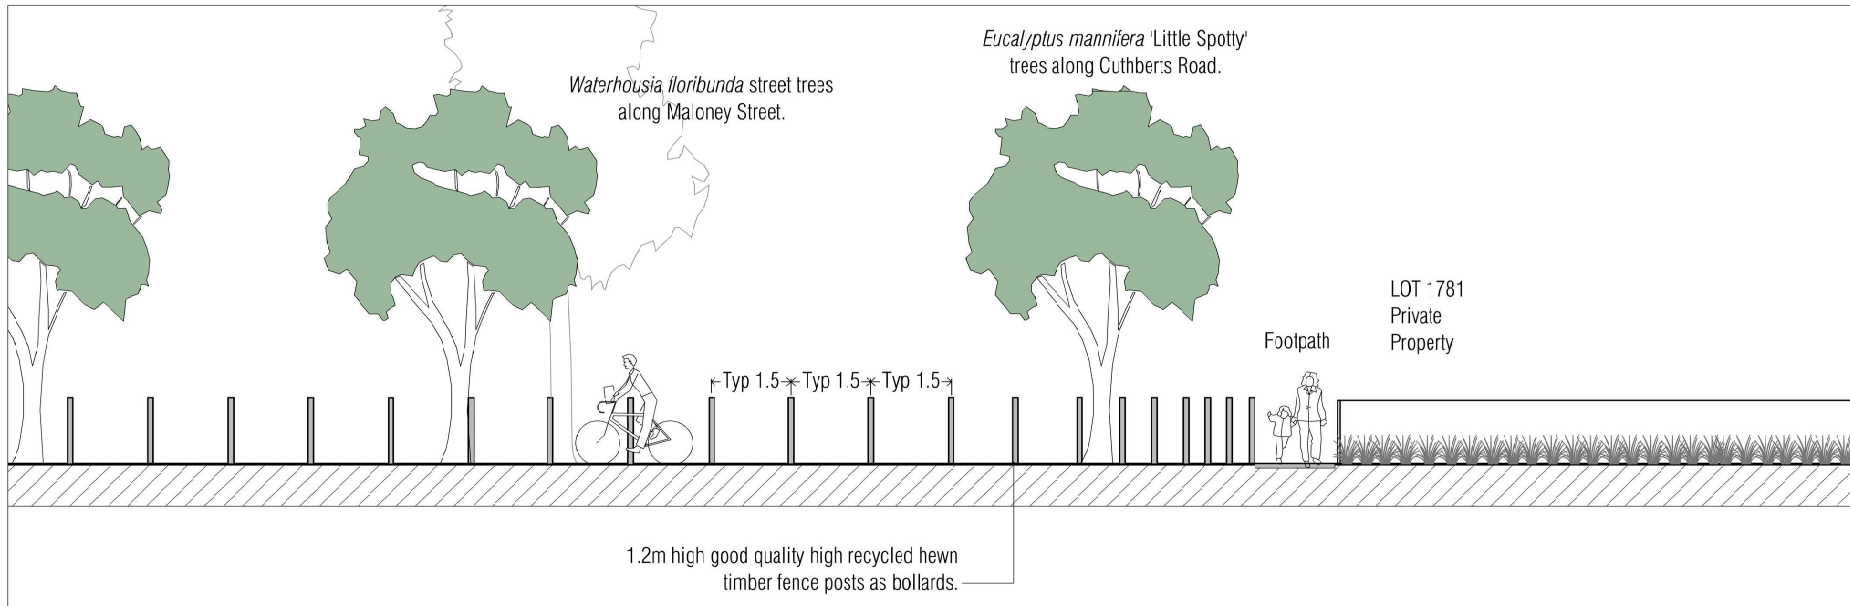 Eucalyptus mannifera 'Little Spotty'
trees along Cuthberts Road.
Waterhousia floribunda street trees
along Maloney Street.
LOT 1781
Private
Property
Footpath
Typ 1.5 Typ 1.5 Typ 1.5
1.2m high good quality high recycled hewn
timber fence posts as bollards.